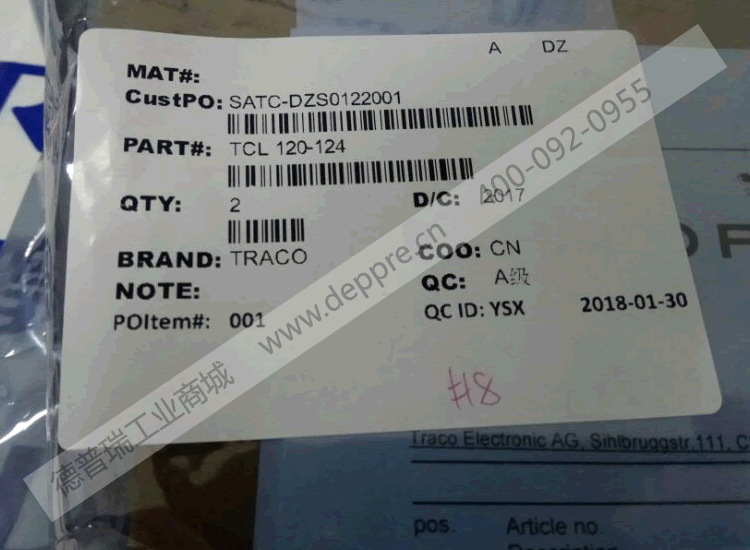 A DZ
MAT#:
CustPO: SATC-DZS0122001
PART#: TCL 120-124
QTY: 2 D/C: 2017
BRAND: TRACO COO: CN
NOTE: QC: A级
POItem#: 001 QC ID: YSX 2018-01-30
#8
德普瑞工业商城 www.deppre.cn 400-092-0955
Traco Electronic AG, Sihlbruggstr.111, C
pos. Article no.
Description